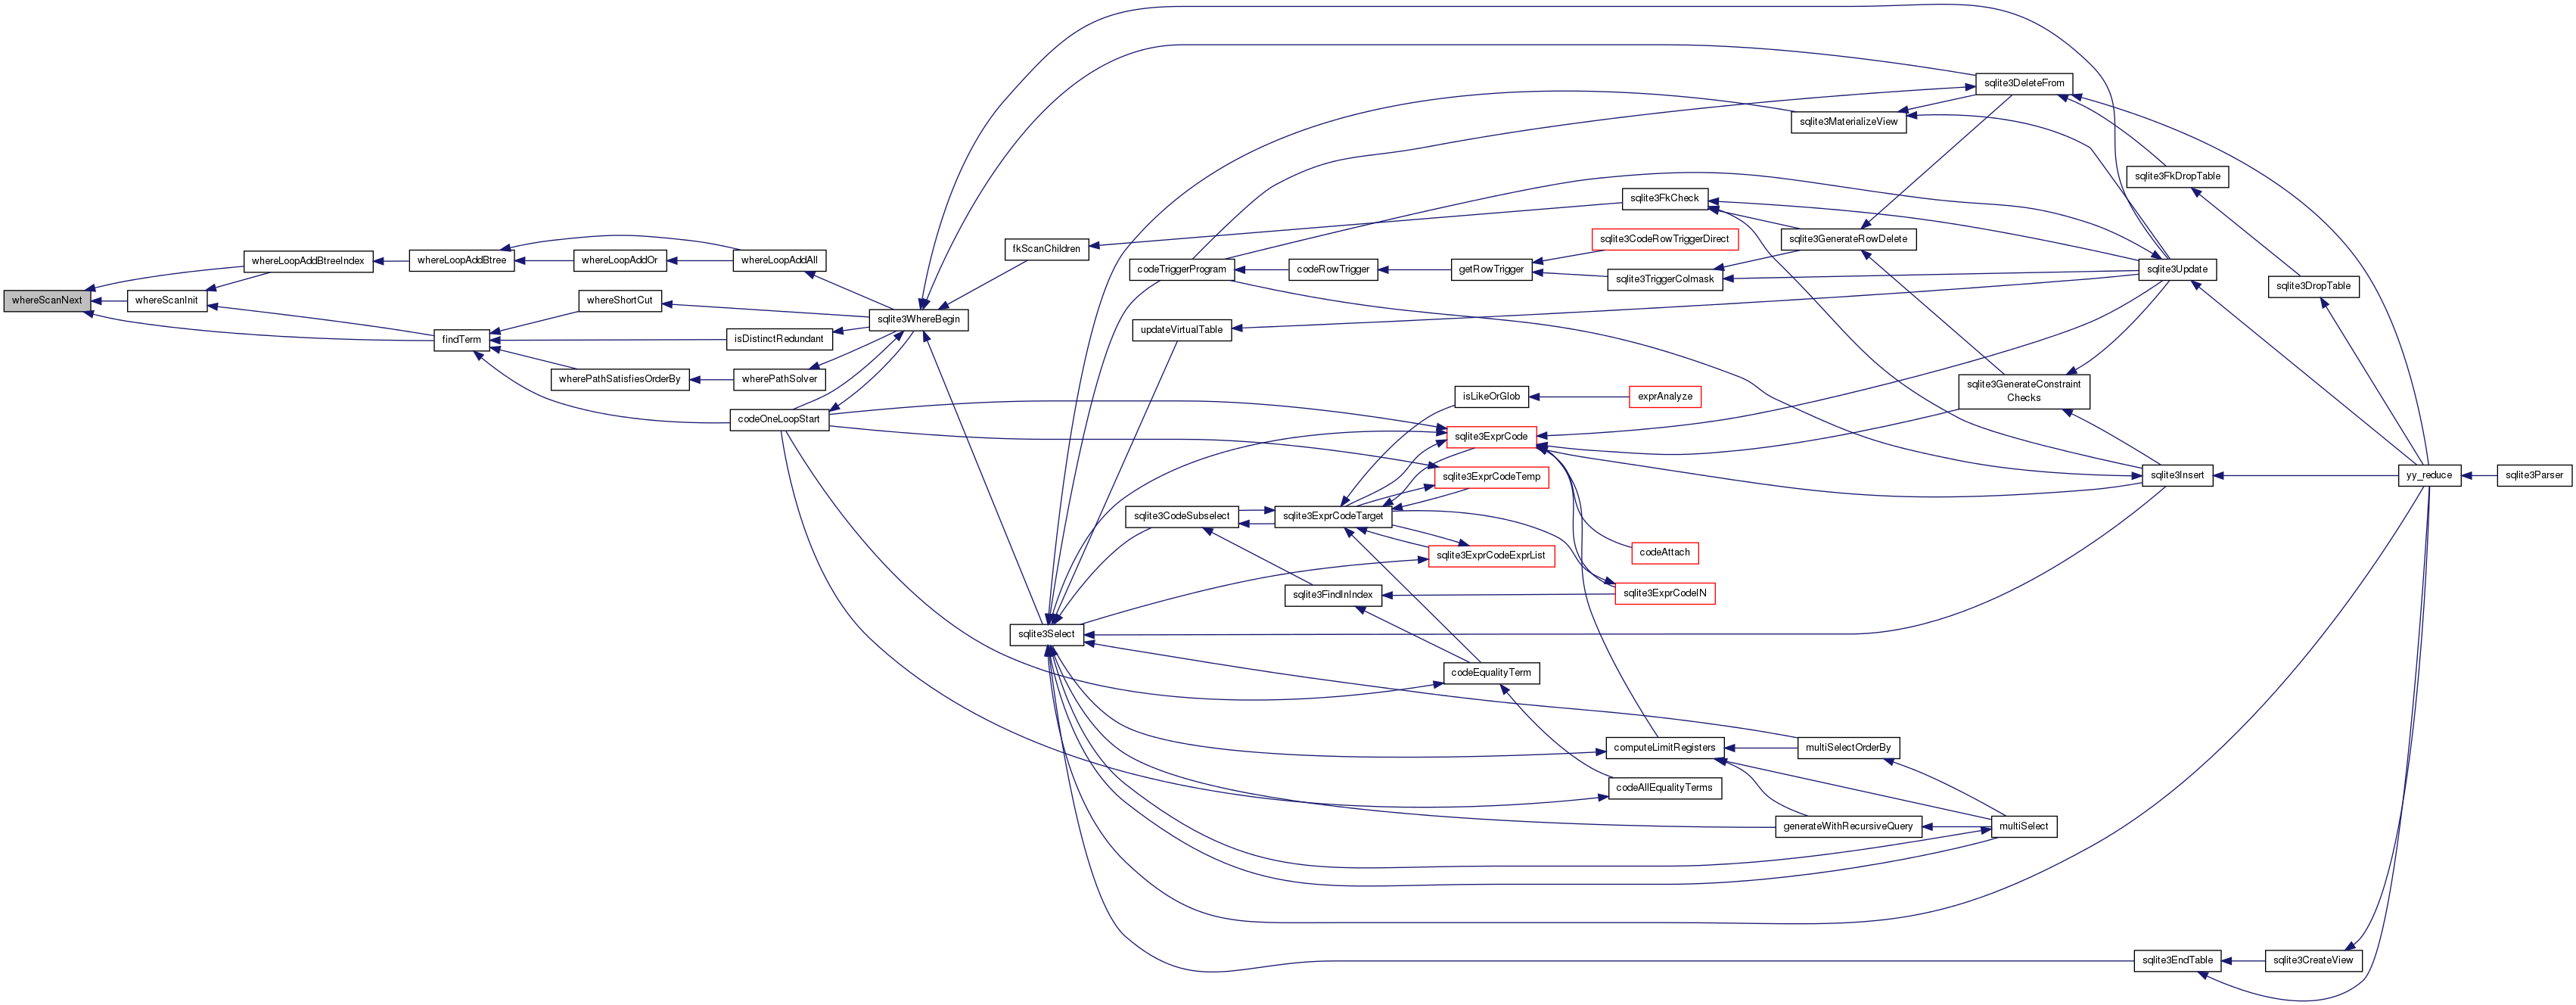 whereScanNext
whereLoopAddBtreeIndex
whereScanInit
whereLoopAddBtree
findTerm
whereLoopAddOr
whereShortCut
wherePathSatisfiesOrderBy
whereLoopAddAll
isDistinctRedundant
wherePathSolver
codeOneLoopStart
sqlite3WhereBegin
fkScanChildren
sqlite3Select
codeTriggerProgram
updateVirtualTable
sqlite3CodeSubselect
codeRowTrigger
sqlite3ExprCodeTarget
sqlite3FindInIndex
getRowTrigger
isLikeOrGlob
sqlite3ExprCode
sqlite3ExprCodeTemp
sqlite3ExprCodeExprList
codeEqualityTerm
sqlite3FkCheck
sqlite3CodeRowTriggerDirect
sqlite3TriggerColmask
exprAnalyze
codeAttach
sqlite3ExprCodeIN
computeLimitRegisters
codeAllEqualityTerms
sqlite3MaterializeView
sqlite3GenerateRowDelete
multiSelectOrderBy
generateWithRecursiveQuery
sqlite3DeleteFrom
sqlite3GenerateConstraint
Checks
multiSelect
sqlite3FkDropTable
sqlite3Update
sqlite3Insert
sqlite3EndTable
sqlite3DropTable
sqlite3CreateView
yy_reduce
sqlite3Parser